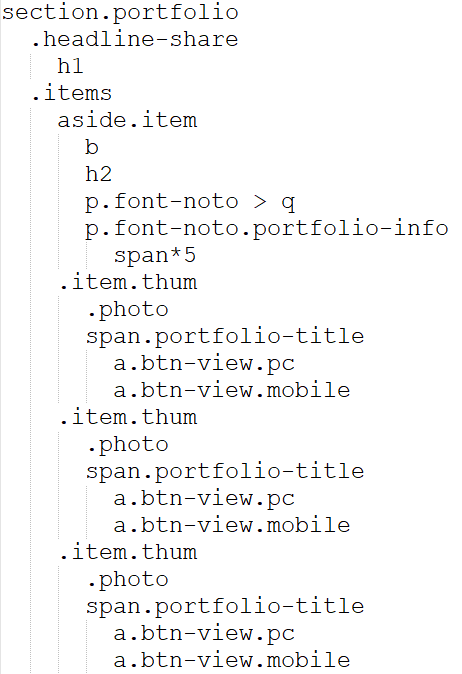 section.portfolio
.headline-share
h1
.items
aside.item
b
h2
p.font-noto > q
p.font-noto.portfolio-info
span*5
.item.thum
.photo
span.portfolio-title
a.btn-view.pc
a.btn-view.mobile
.item.thum
.photo
span.portfolio-title
a.btn-view.pc
a.btn-view.mobile
.item.thum
.photo
span.portfolio-title
a.btn-view.pc
a.btn-view.mobile